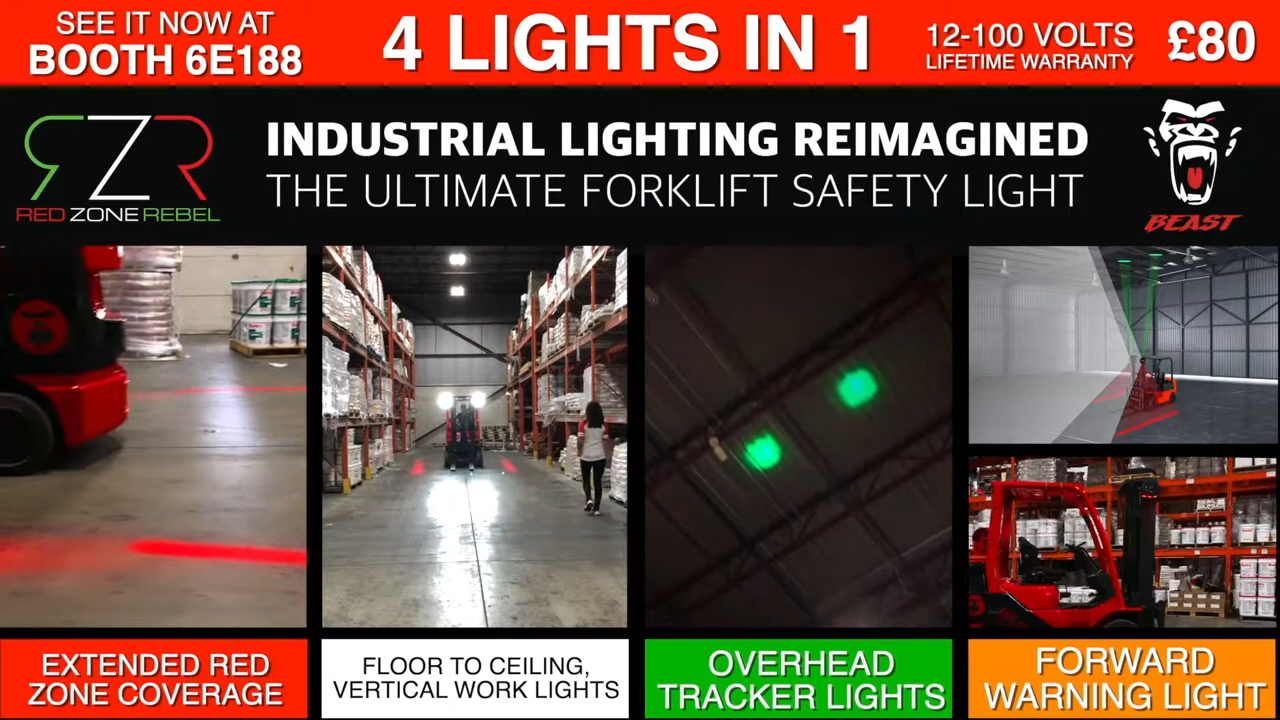 SEE IT NOW AT
BOOTH 6E188
4 LIGHTS IN 1
12-100 VOLTS
LIFETIME WARRANTY
£80
RZR
RED ZONE REBEL
INDUSTRIAL LIGHTING REIMAGINED
THE ULTIMATE FORKLIFT SAFETY LIGHT
BEAST
EXTENDED RED
ZONE COVERAGE
FLOOR TO CEILING,
VERTICAL WORK LIGHTS
OVERHEAD
TRACKER LIGHTS
FORWARD
WARNING LIGHT